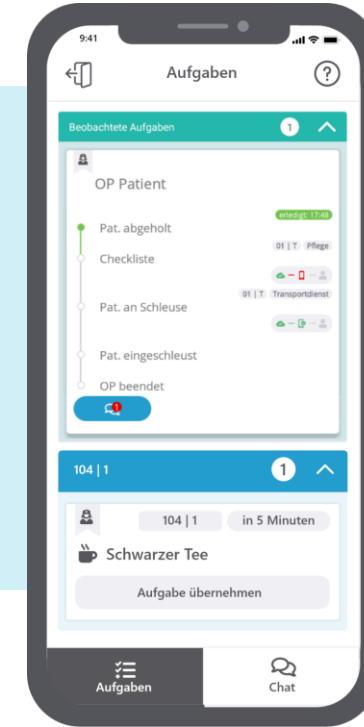 9:41
Aufgaben
?
Beobachtete Aufgaben 1
OP Patient
erledigt: 17:48
Pat. abgeholt
01 | T Pflege
Checkliste
01 | T Transportdienst
Pat. an Schleuse
Pat. eingeschleust
OP beendet
1
104 | 1 1
104 | 1 in 5 Minuten
Schwarzer Tee
Aufgabe übernehmen
Aufgaben Chat